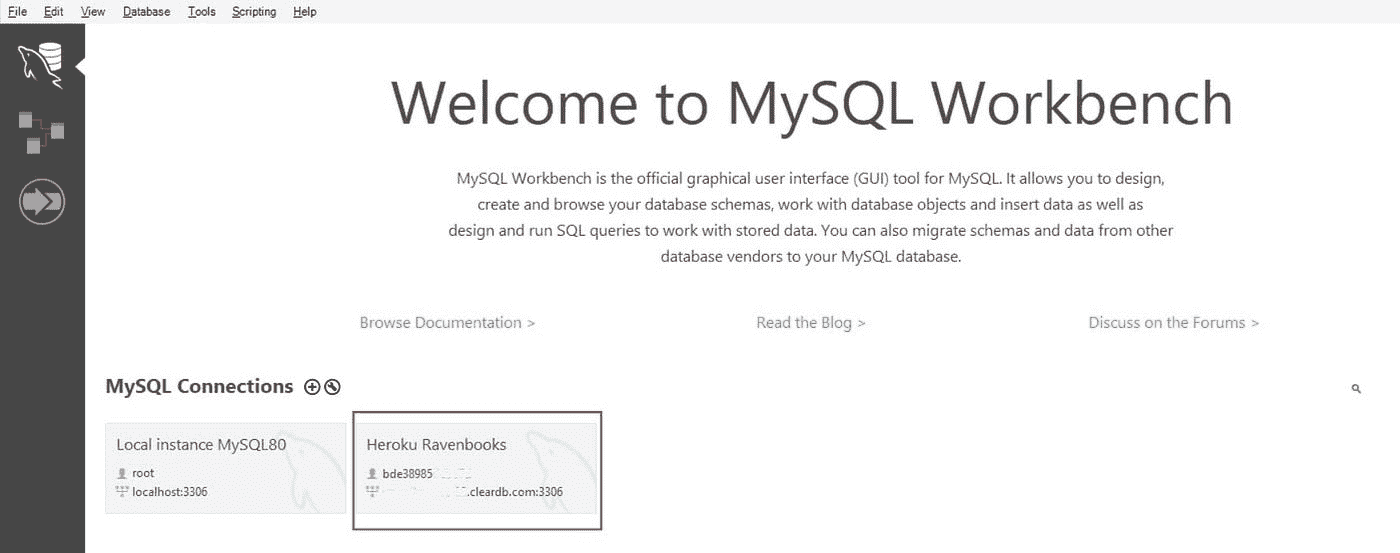 File Edit View Database Tools Scripting Help
Welcome to MySQL Workbench
MySQL Workbench is the official graphical user interface (GUI) tool for MySQL. It allows you to design,
create and browse your database schemas, work with database objects and insert data as well as
design and run SQL queries to work with stored data. You can also migrate schemas and data from other
database vendors to your MySQL database.
Browse Documentation > Read the Blog > Discuss on the Forums >
MySQL Connections
Local instance MySQL80
root
localhost:3306
Heroku Ravenbooks
bde38985
.cleardb.com:3306